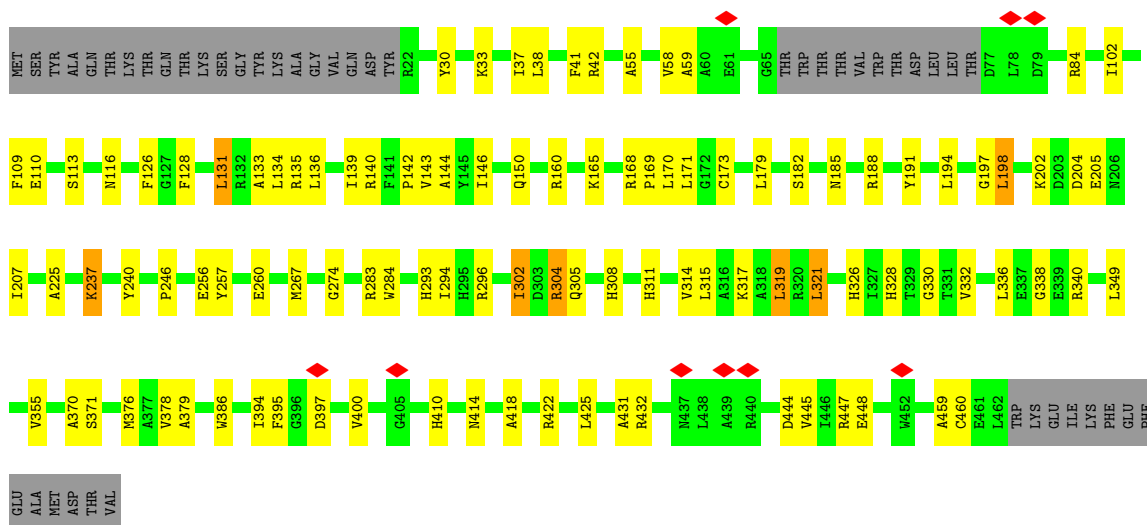 MET SER TYR ALA GLN THR LYS THR GLN THR LYS SER GLY TYR LYS ALA GLY VAL GLN ASP TYR R22 Y30 K33 I37 L38 F41 R42 A55 V58 A59 A60 E61 G65 THR TRP THR THR VAL TRP THR ASP LEU LEU THR D77 L78 D79 R84 I102
F109 E110 S113 N116 F126 G127 F128 L131 R132 A133 L134 R135 L136 I139 R140 F141 P142 V143 A144 Y145 I146 Q150 R160 K165 R168 P169 L170 L171 G172 C173 L179 S182 N185 R188 Y191 L194 G197 L198 K202 D203 D204 E205 N206
I207 A225 K237 Y240 P246 E256 Y257 E260 M267 G274 R283 W284 H293 I294 H295 R296 I302 D303 R304 Q305 H308 H311 V314 L315 A316 K317 A318 L319 R320 L321 H326 I327 H328 T329 G330 T331 V332 L336 E337 G338 E339 R340 L349
V355 A370 S371 M376 A377 V378 A379 W386 I394 F395 G396 D397 V400 G405 H410 N414 A418 R422 L425 A431 R432 N437 L438 A439 R440 D444 V445 I446 R447 E448 W452 A459 C460 E461 L462 TRP LYS GLU ILE LYS PHE GLU PHE
GLU ALA MET ASP THR VAL